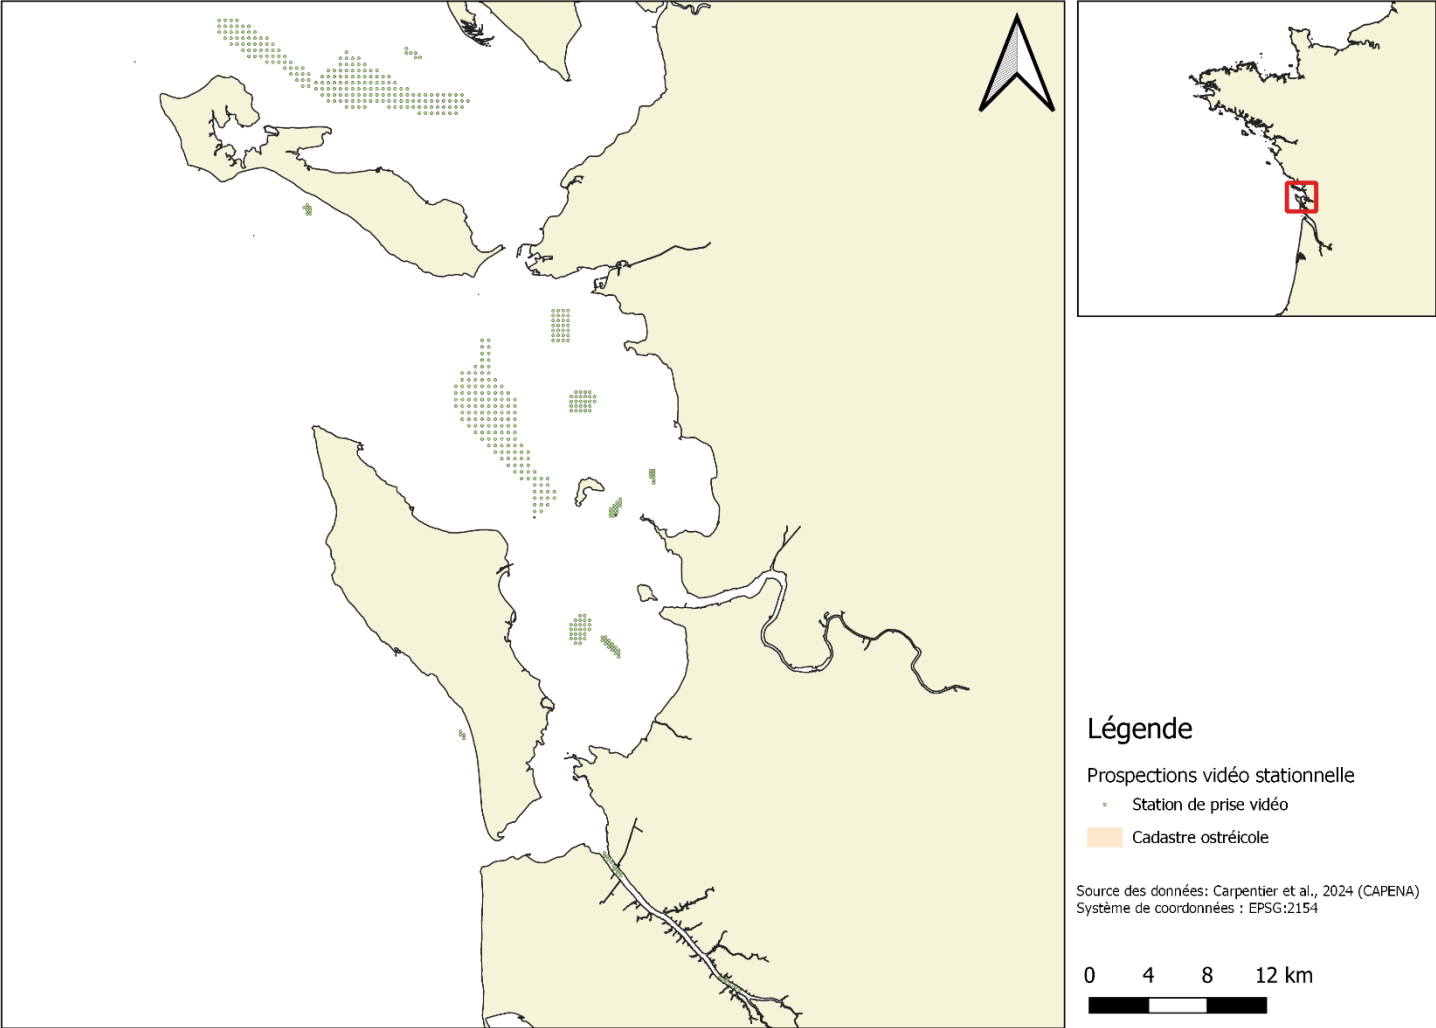 Légende
Prospections vidéo stationnelle
Station de prise vidéo
Cadastre ostréicole
Source des données: Carpentier et al., 2024 (CAPENA)
Système de coordonnées : EPSG:2154
0 4 8 12 km